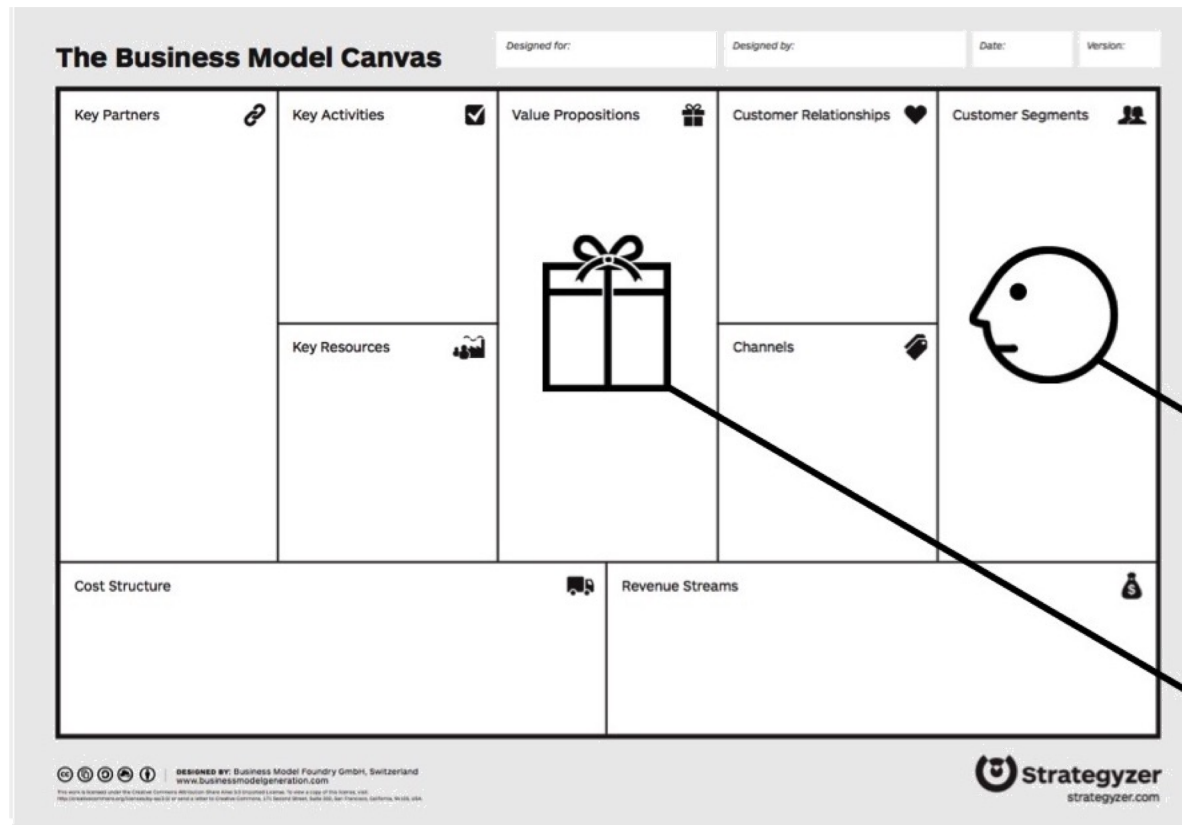 The Business Model Canvas
Designed for:
Designed by:
Date:
Version:
Key Partners
Key Activities
Value Propositions
Customer Relationships
Customer Segments
Key Resources
Channels
Cost Structure
Revenue Streams
DESIGNED BY: Business Model Foundry GmbH, Switzerland
www.businessmodelgeneration.com
Strategyzer
strategyzer.com